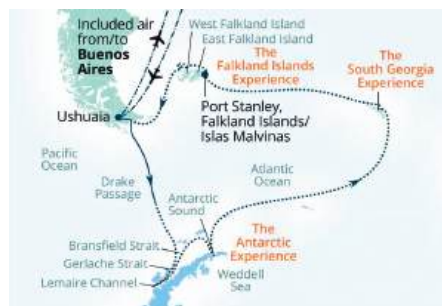 Included air
from/to
Buenos
Aires
West Falkland Island
East Falkland Island
The
Falkland Islands
Experience
The
South Georgia
Experience
Ushuaia
Port Stanley,
Falkland Islands/
Islas Malvinas
Pacific
Ocean
Drake
Passage
Atlantic
Ocean
Antarctic
Sound
The
Antarctic
Experience
Bransfield Strait
Gerlache Strait
Lemaire Channel
Weddell
Sea